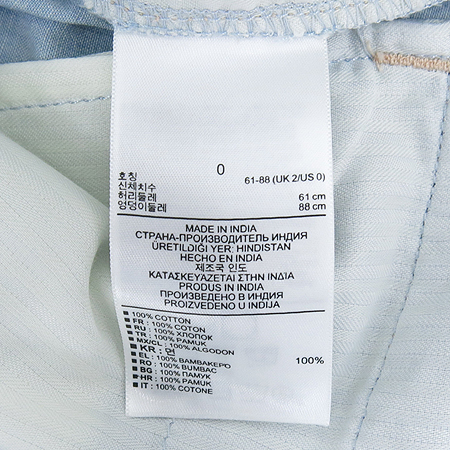 0
호칭 61-88 (UK 2/US 0)
신체치수
허리둘레 61 cm
엉덩이둘레 88 cm
MADE IN INDIA
СТРАНА-ПРОИЗВОДИТЕЛЬ ИНДИЯ
ÜRETILDIĞI YER: HINDISTAN
HECHO EN INDIA
제조국 인도
ΚΑΤΑΣΚΕΥΑΖΕΤΑΙ ΣΤΗΝ ΙΝΔΙΑ
PRODUS IN INDIA
ПРОИЗВЕДЕНО В ИНДИЯ
PROIZVEDENO U INDIJA
100% COTTON
FR : 100% COTON
RU : 100% ХЛОПОК
TR : 100% PAMUK
MX/CL: 100% ALGODON
KR : 면 100%
EL : 100% ΒΑΜΒΑΚΕΡΟ
RO : 100% BUMBAC
BG : 100% ПАМУК
HR : 100% PAMUK
IT : 100% COTONE